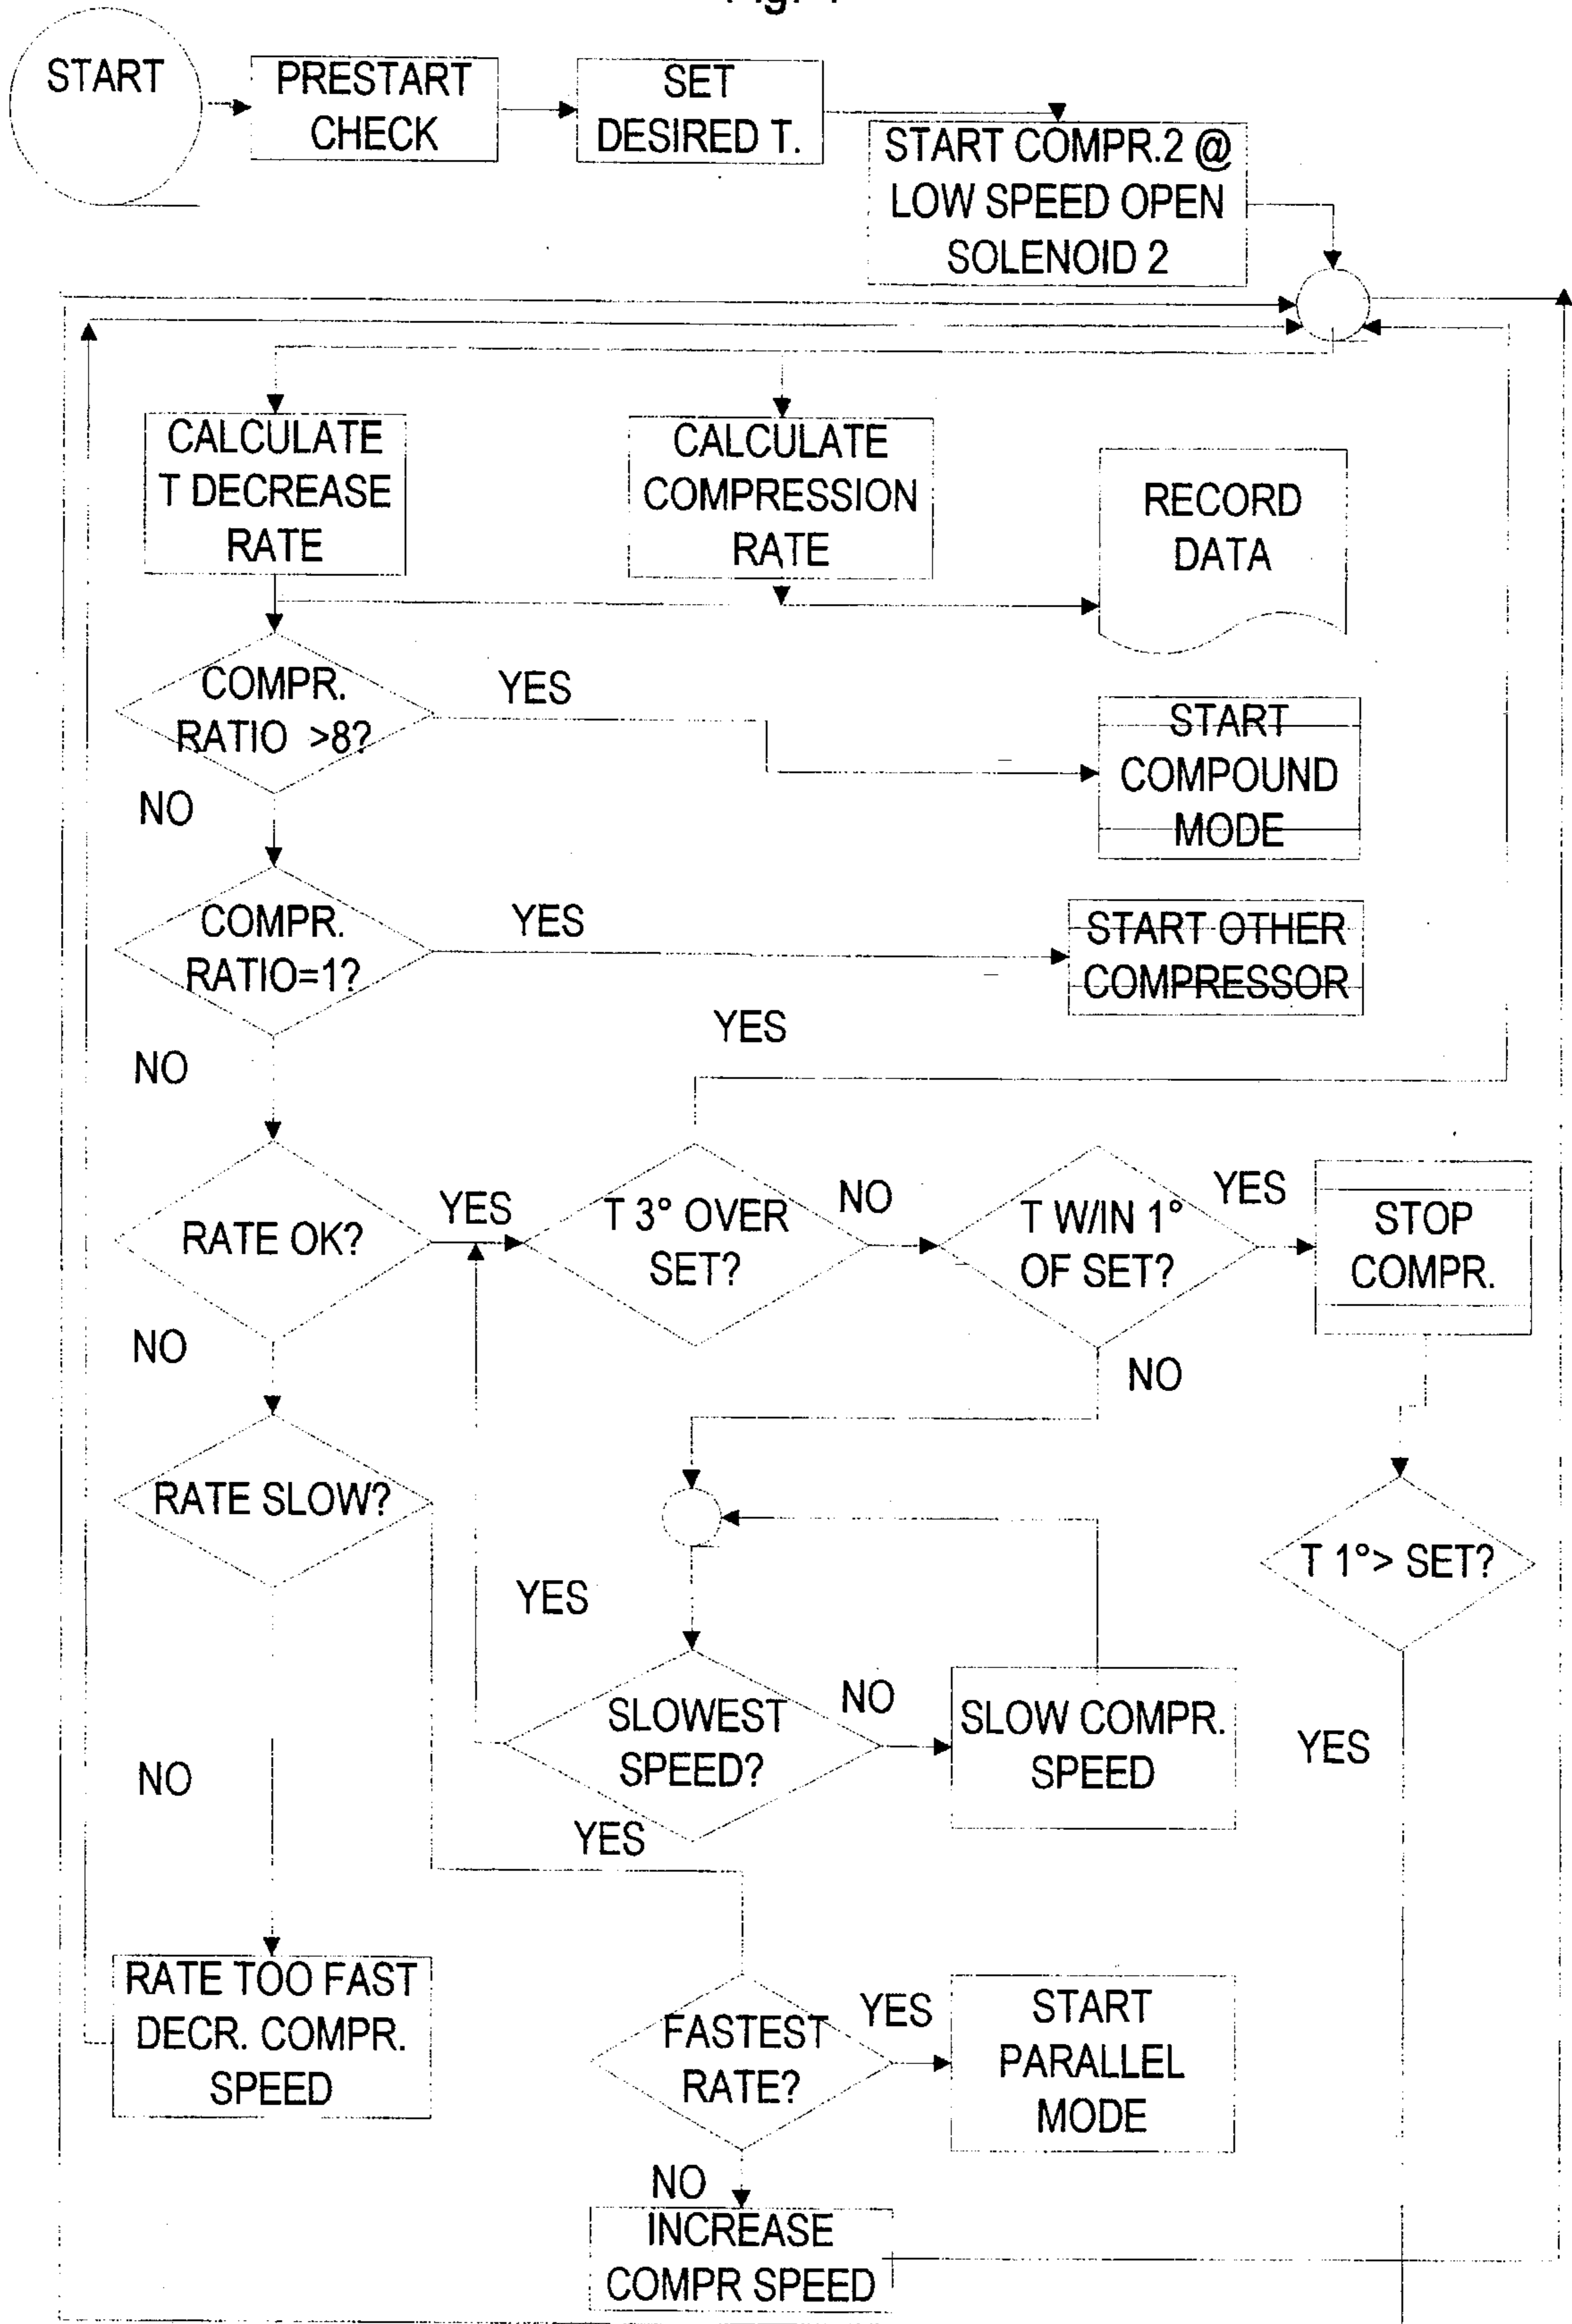 START
PRESTART
CHECK
SET
DESIRED T.
START COMPR.2 @
LOW SPEED OPEN
SOLENOID 2
CALCULATE
T DECREASE
RATE
CALCULATE
COMPRESSION
RATE
RECORD
DATA
COMPR.
RATIO >8?
YES
START
COMPOUND
MODE
NO
COMPR.
RATIO=1?
YES
START OTHER
COMPRESSOR
NO
YES
RATE OK?
YES
T 3° OVER
SET?
NO
T W/IN 1°
OF SET?
YES
STOP
COMPR.
NO
NO
RATE SLOW?
T 1°> SET?
YES
SLOWEST
SPEED?
NO
SLOW COMPR.
SPEED
YES
NO
YES
RATE TOO FAST
DECR. COMPR.
SPEED
FASTEST
RATE?
YES
START
PARALLEL
MODE
NO
INCREASE
COMPR SPEED